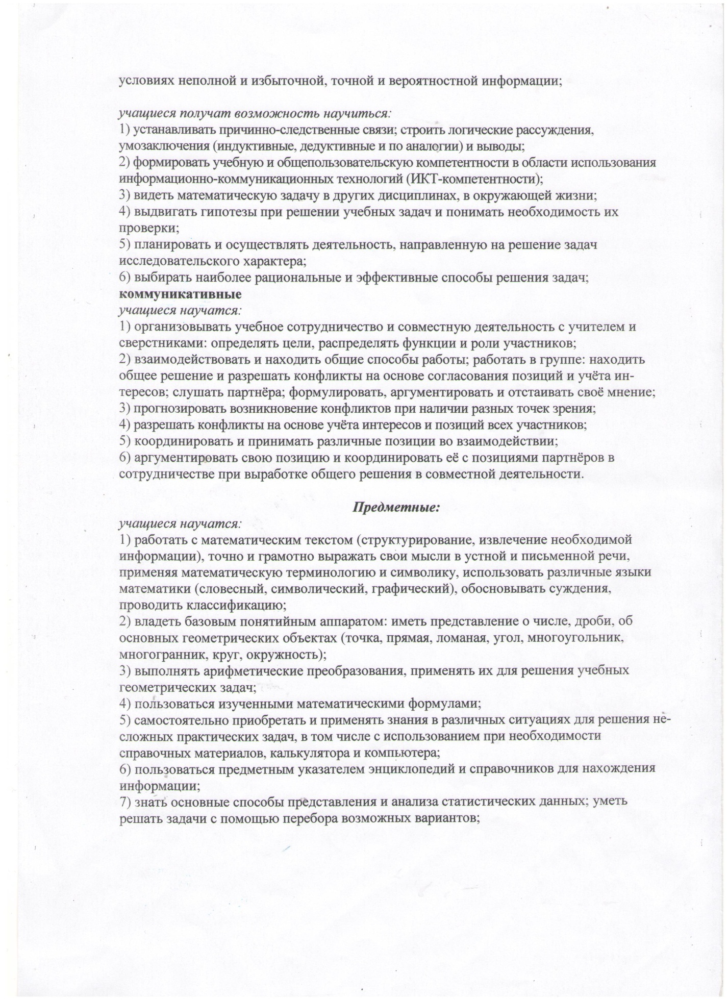 условиях неполной и избыточной, точной и вероятностной информации;
учащиеся получат возможность научиться:
1) устанавливать причинно-следственные связи; строить логические рассуждения,
умозаключения (индуктивные, дедуктивные и по аналогии) и выводы;
2) формировать учебную и общепользовательскую компетентности в области использования
информационно-коммуникационных технологий (ИКТ-компетентности);
3) видеть математическую задачу в других дисциплинах, в окружающей жизни;
4) выдвигать гипотезы при решении учебных задач и понимать необходимость их
проверки;
5) планировать и осуществлять деятельность, направленную на решение задач
исследовательского характера;
6) выбирать наиболее рациональные и эффективные способы решения задач;
коммуникативные
учащиеся научатся:
1) организовывать учебное сотрудничество и совместную деятельность с учителем и
сверстниками: определять цели, распределять функции и роли участников;
2) взаимодействовать и находить общие способы работы; работать в группе: находить
общее решение и разрешать конфликты на основе согласования позиций и учёта ин-
тересов; слушать партнёра; формулировать, аргументировать и отстаивать своё мнение;
3) прогнозировать возникновение конфликтов при наличии разных точек зрения;
4) разрешать конфликты на основе учёта интересов и позиций всех участников;
5) координировать и принимать различные позиции во взаимодействии;
6) аргументировать свою позицию и координировать её с позициями партнёров в
сотрудничестве при выработке общего решения в совместной деятельности.
Предметные:
учащиеся научатся:
1) работать с математическим текстом (структурирование, извлечение необходимой
информации), точно и грамотно выражать свои мысли в устной и письменной речи,
применяя математическую терминологию и символику, использовать различные языки
математики (словесный, символический, графический), обосновывать суждения,
проводить классификацию;
2) владеть базовым понятийным аппаратом: иметь представление о числе, дроби, об
основных геометрических объектах (точка, прямая, ломаная, угол, многоугольник,
многогранник, круг, окружность);
3) выполнять арифметические преобразования, применять их для решения учебных
геометрических задач;
4) пользоваться изученными математическими формулами;
5) самостоятельно приобретать и применять знания в различных ситуациях для решения не-
сложных практических задач, в том числе с использованием при необходимости
справочных материалов, калькулятора и компьютера;
6) пользоваться предметным указателем энциклопедий и справочников для нахождения
информации;
7) знать основные способы представления и анализа статистических данных; уметь
решать задачи с помощью перебора возможных вариантов;